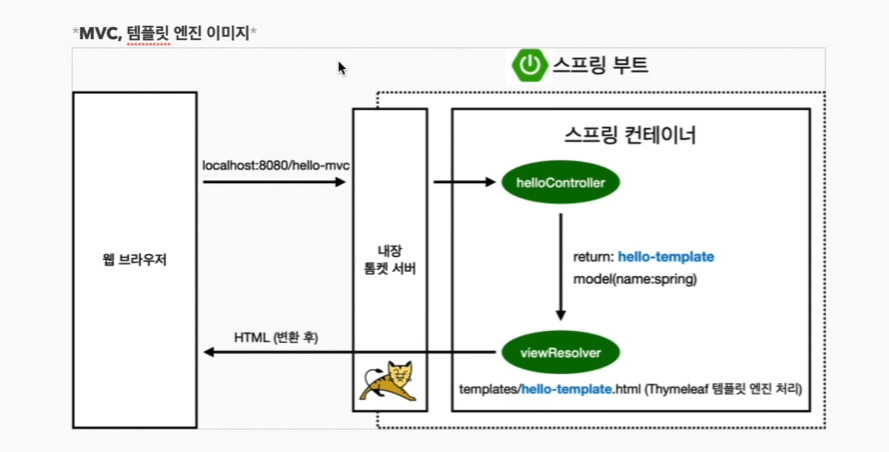 *MVC, 템플릿 엔진 이미지*
스프링 부트
스프링 컨테이너
localhost:8080/hello-mvc
helloController
웹 브라우저
내장
톰켓 서버
return: hello-template
model(name:spring)
HTML (변환 후)
viewResolver
templates/hello-template.html (Thymeleaf 템플릿 엔진 처리)